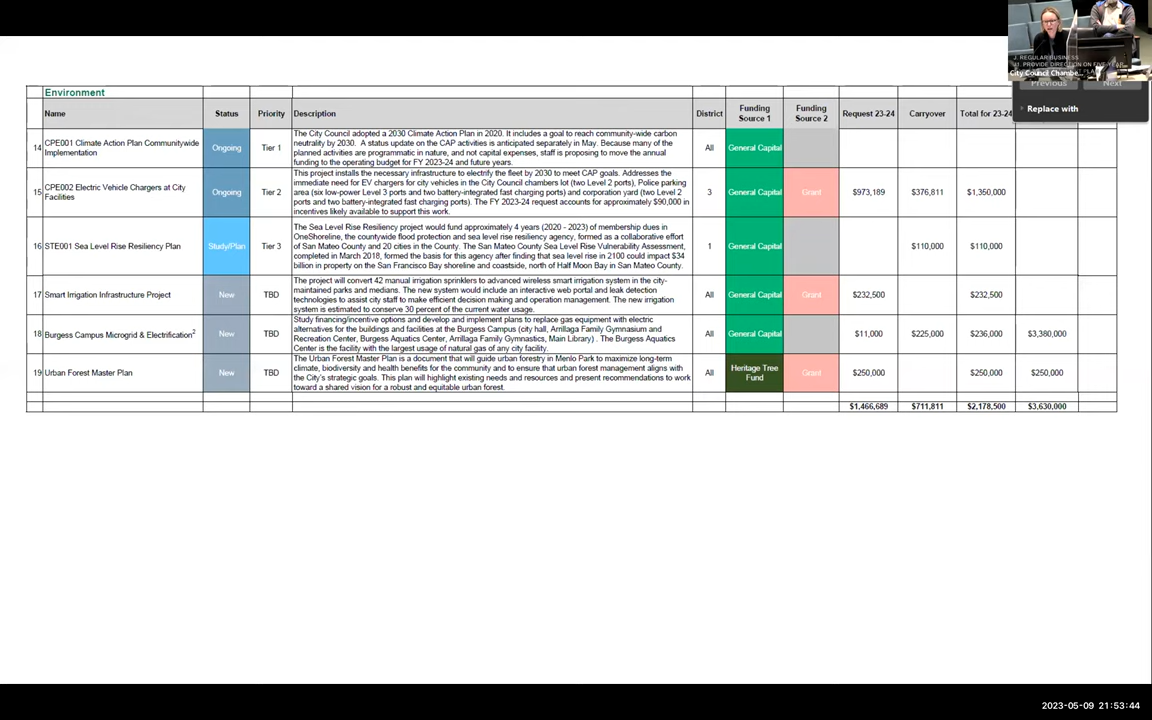 J. REGULAR BUSINESS
J1. PROVIDE DIRECTION ON FIVE-YEAR
City Council Chambe...
Previous Next
Replace with
Environment
Name Status Priority Description District Funding Source 1 Funding Source 2 Request 23-24 Carryover Total for 23-24
14 CPE001 Climate Action Plan Communitywide Implementation Ongoing Tier 1
The City Council adopted a 2030 Climate Action Plan in 2020. It includes a goal to reach community-wide carbon
neutrality by 2030. A status update on the CAP activities is anticipated separately in May. Because many of the
planned activities are programmatic in nature, and not capital expenses, staff is proposing to move the annual
funding to the operating budget for FY 2023-24 and future years.
All General Capital
15 CPE002 Electric Vehicle Chargers at City Facilities Ongoing Tier 2
This project installs the necessary infrastructure to electrify the fleet by 2030 to meet CAP goals. Addresses the
immediate need for EV chargers for city vehicles in the City Council chambers lot (two Level 2 ports), Police parking
area (six low-power Level 3 ports and two battery-integrated fast charging ports) and corporation yard (two Level 2
ports and two battery-integrated fast charging ports). The FY 2023-24 request accounts for approximately $90,000 in
incentives likely available to support this work.
3 General Capital Grant $973,189 $376,811 $1,350,000
16 STE001 Sea Level Rise Resiliency Plan Study/Plan Tier 3
The Sea Level Rise Resiliency project would fund approximately 4 years (2020 - 2023) of membership dues in
OneShoreline, the countywide flood protection and sea level rise resiliency agency, formed as a collaborative effort
of San Mateo County and 20 cities in the County. The San Mateo County Sea Level Rise Vulnerability Assessment,
completed in March 2018, formed the basis for this agency after finding that sea level rise in 2100 could impact $34
billion in property on the San Francisco Bay shoreline and coastside, north of Half Moon Bay in San Mateo County.
1 General Capital $110,000 $110,000
17 Smart Irrigation Infrastructure Project New TBD
The project will convert 42 manual irrigation sprinklers to advanced wireless smart irrigation system in the city-
maintained parks and medians. The new system would include an interactive web portal and leak detection
technologies to assist city staff to make efficient decision making and operation management. The new irrigation
system is estimated to conserve 30 percent of the current water usage.
All General Capital Grant $232,500 $232,500
18 Burgess Campus Microgrid & Electrification2 New TBD
Study financing/incentive options and develop and implement plans to replace gas equipment with electric
alternatives for the buildings and facilities at the Burgess Campus (city hall, Arrillaga Family Gymnasium and
Recreation Center, Burgess Aquatics Center, Arrillaga Family Gymnastics, Main Library) . The Burgess Aquatics
Center is the facility with the largest usage of natural gas of any city facility.
All General Capital $11,000 $225,000 $236,000 $3,380,000
19 Urban Forest Master Plan New TBD
The Urban Forest Master Plan is a document that will guide urban forestry in Menlo Park to maximize long-term
climate, biodiversity and health benefits for the community and to ensure that urban forest management aligns with
the City's strategic goals. This plan will highlight existing needs and resources and present recommendations to work
toward a shared vision for a robust and equitable urban forest.
All Heritage Tree Fund Grant $250,000 $250,000 $250,000
$1,466,689 $711,811 $2,178,500 $3,630,000
2023-05-09 21:53:44